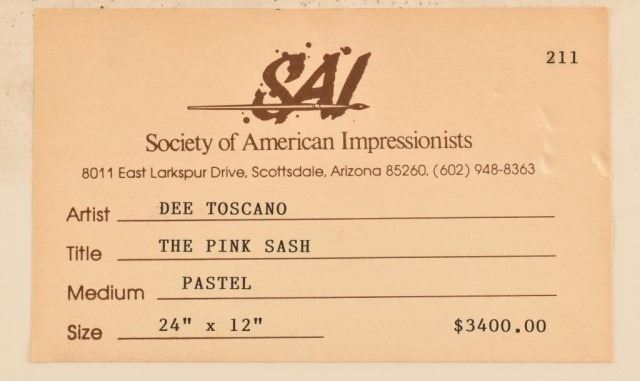 211
SAI
Society of American Impressionists
8011 East Larkspur Drive, Scottsdale, Arizona 85260, (602) 948-8363
Artist DEE TOSCANO
Title THE PINK SASH
Medium PASTEL
Size 24" x 12" $3400.00